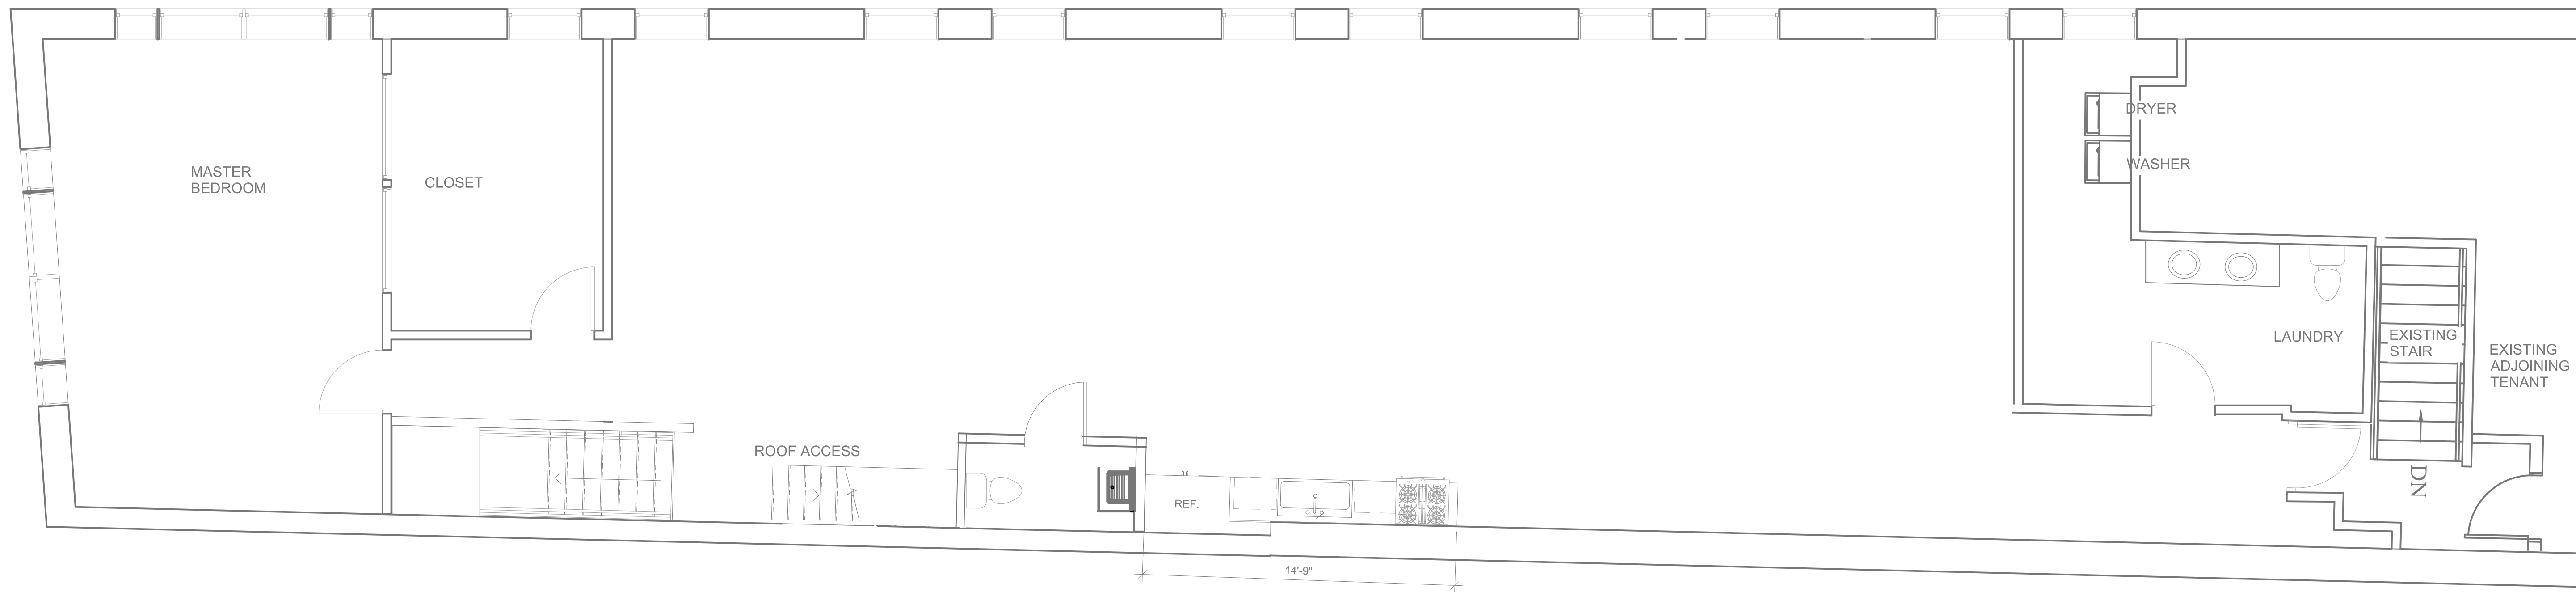 MASTER
BEDROOM
CLOSET
ROOF ACCESS
REF.
14'-9"
DRYER
WASHER
LAUNDRY
EXISTING
STAIR
DN
EXISTING
ADJOINING
TENANT